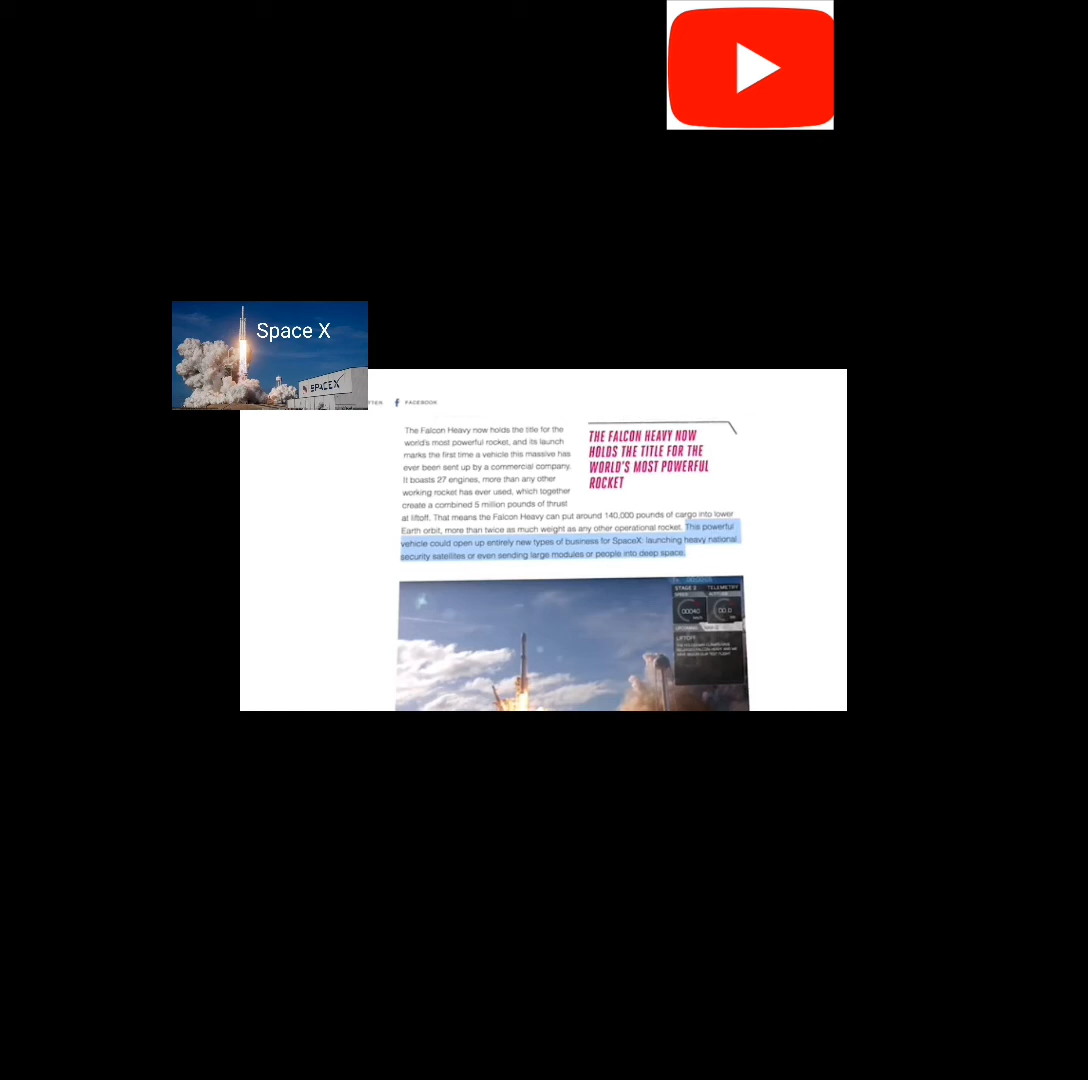 Space X
SPACEX
FACEBOOK
The Falcon Heavy now holds the title for the
world's most powerful rocket, and its launch
marks the first time a vehicle this massive has
ever been sent up by a commercial company.
It boasts 27 engines, more than any other
working rocket has ever used, which together
create a combined 5 million pounds of thrust
at liftoff. That means the Falcon Heavy can put around 140,000 pounds of cargo into lower
Earth orbit, more than twice as much weight as any other operational rocket. This powerful
vehicle could open up entirely new types of business for SpaceX: launching heavy national
security satellites or even sending large modules or people into deep space.
THE FALCON HEAVY NOW
HOLDS THE TITLE FOR THE
WORLD'S MOST POWERFUL
ROCKET
STAGE 2 TELEMETRY
SPEED ALTITUDE
00040 00.0
LIFTOFF